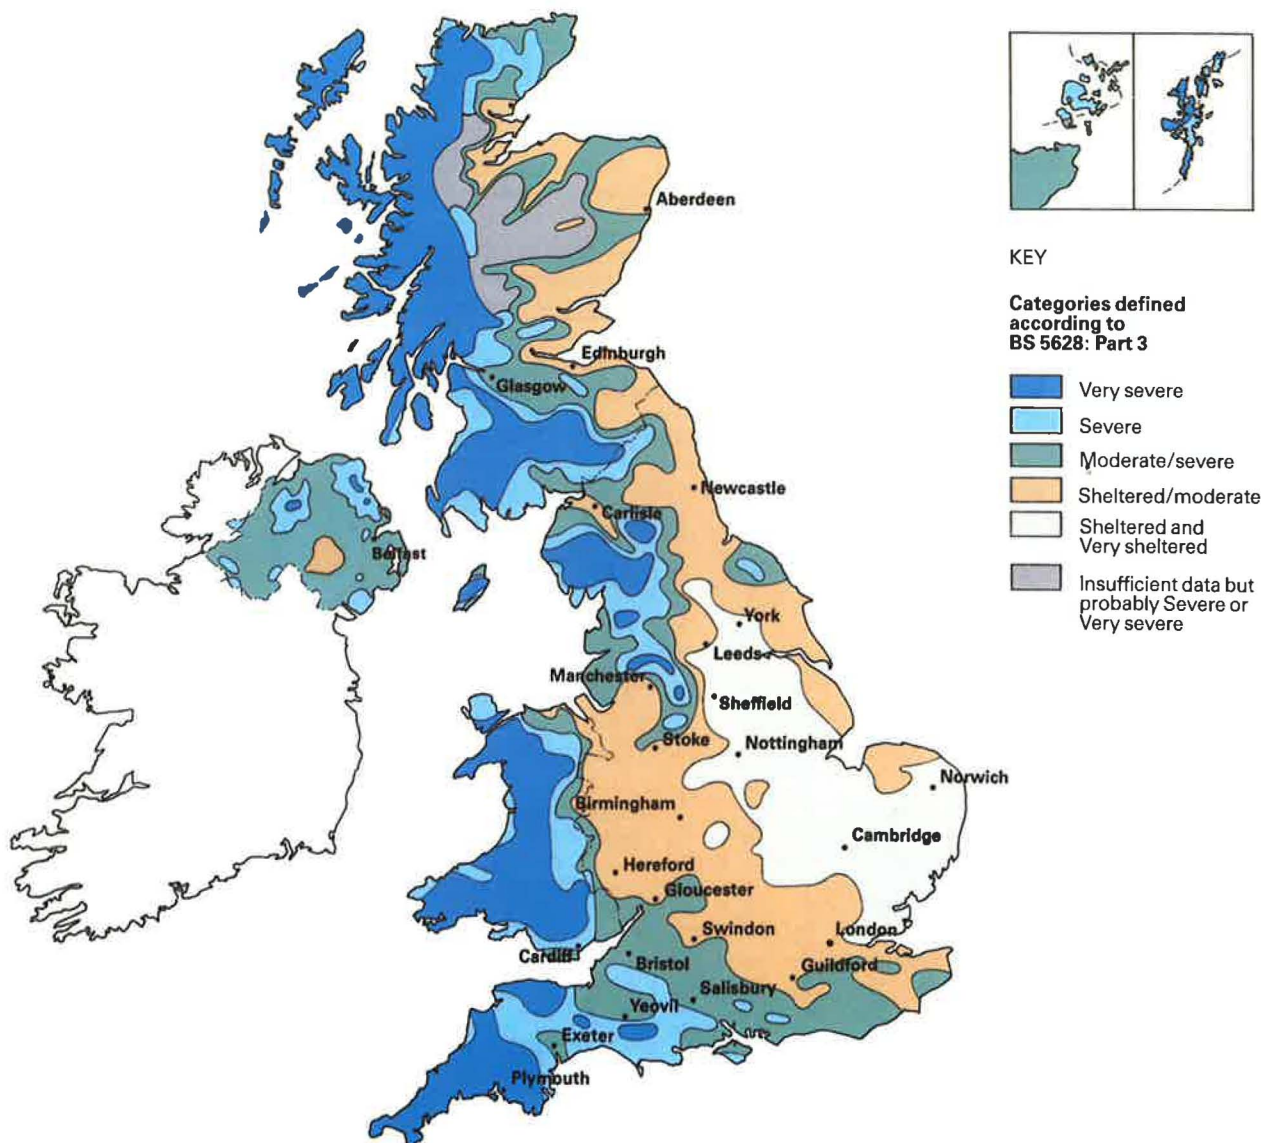 Aberdeen
Edinburgh
Glasgow
Newcastle
Carlisle
Belfast
York
Leeds
Manchester
Sheffield
Stoke
Nottingham
Norwich
Birmingham
Cambridge
Hereford
Gloucester
Swindon
London
Cardiff
Bristol
Guildford
Salisbury
Yeovil
Exeter
Plymouth
KEY
Categories defined
according to
BS 5628: Part 3
Very severe
Severe
Moderate/severe
Sheltered/moderate
Sheltered and
Very sheltered
Insufficient data but
probably Severe or
Very severe